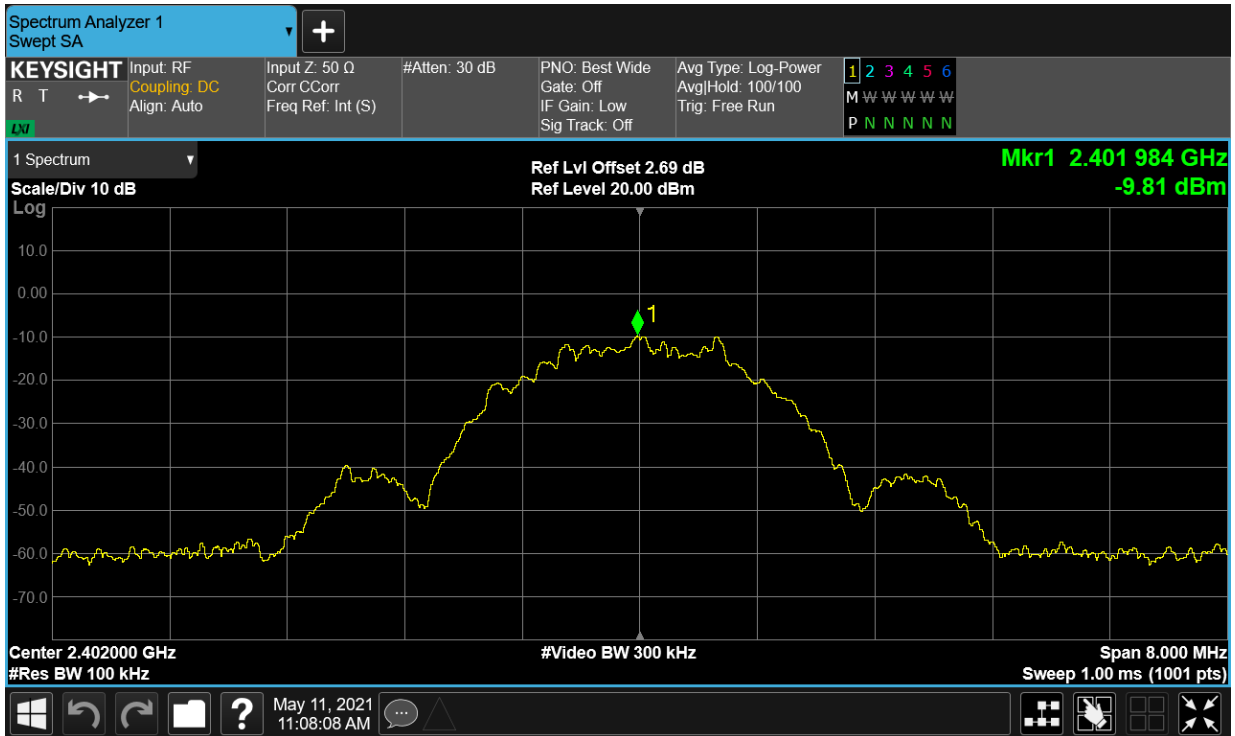 Spectrum Analyzer 1
Swept SA
KEYSIGHT
R T
LXI
Input: RF
Coupling: DC
Align: Auto
Input Z: 50 Ω
Corr CCorr
Freq Ref: Int (S)
#Atten: 30 dB
PNO: Best Wide
Gate: Off
IF Gain: Low
Sig Track: Off
Avg Type: Log-Power
Avg|Hold: 100/100
Trig: Free Run
1 2 3 4 5 6
M W W W W W
P N N N N N
1 Spectrum
Scale/Div 10 dB
Log
Ref Lvl Offset 2.69 dB
Ref Level 20.00 dBm
Mkr1 2.401 984 GHz
-9.81 dBm
1
10.0
0.00
-10.0
-20.0
-30.0
-40.0
-50.0
-60.0
-70.0
Center 2.402000 GHz
#Res BW 100 kHz
#Video BW 300 kHz
Span 8.000 MHz
Sweep 1.00 ms (1001 pts)
?
May 11, 2021
11:08:08 AM